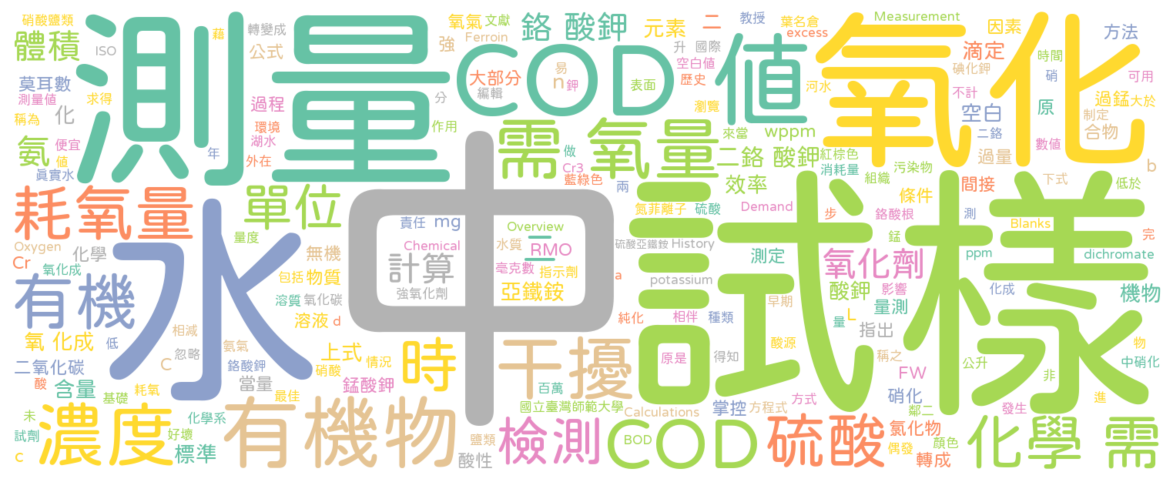 硝酸鹽類
藉
轉變成
氧氣
文獻
鉻 酸鉀
元素
二
教授
葉名倉
Measurement
因素
方法
體積
ISO
公式
強
Ferroin
升
國際
excess
滴定
時間
測量
COD
值
氧化
莫耳數
大部分
易
n
鉀
表面
空白值
歷史
碘化鉀
硝
可用
測量值
化
過程
編輯
瀏覽
河水
不計
過錳
大於
求得
分
空白
原
制定
稱為
環境
作用
需 氧量
來當
wppm
二鉻
數值
合物
氨
便宜
湖水
二鉻 酸鉀
紅棕色
污染物
過量
值
年
外在
做
Cr3
藍綠色
消耗量
b
真實水
兩
效率
組織
條件
下式
低於
耗氧量
單位
責任
mg
Overview
氮菲離子
硫酸
Demand
步
間接
鉻酸根
測
Blanks
完
中
試樣
Oxygen
量度
Chemical
水質
RMO
硫酸亞鐵銨
History
測定
錳
ppm
dichromate
Cr
化學
無機
計算
毫克數
指示劑
a
氧化劑
氧化成
包括
物質
強氧化劑
亞鐵銨
potassium
酸鉀
影響
化成
機物
有機
水
溶質
氧化碳
早期
量測
溶液
d
純化
相伴
種類
量
L
指出
氧 化成
相減
低
氨氣
上式
情況
時
干擾
原是
得知
酸源
稱之
公升
物
二氧化碳
C
忽略
鉻酸鉀
硝酸
錳酸鉀
FW
非
中硝化
酸
含量
耗氧
當量
最佳
百萬
硝化
進
基礎
國立臺灣師範大學
掌控
方式
鄰二
發生
未
化學系
Calculations
方程式
氯化物
顏色
試劑
濃度
好壞
有機物
鹽類
檢測
BOD
COD
硫酸
偶發
化學 需
c
標準
酸性
轉成